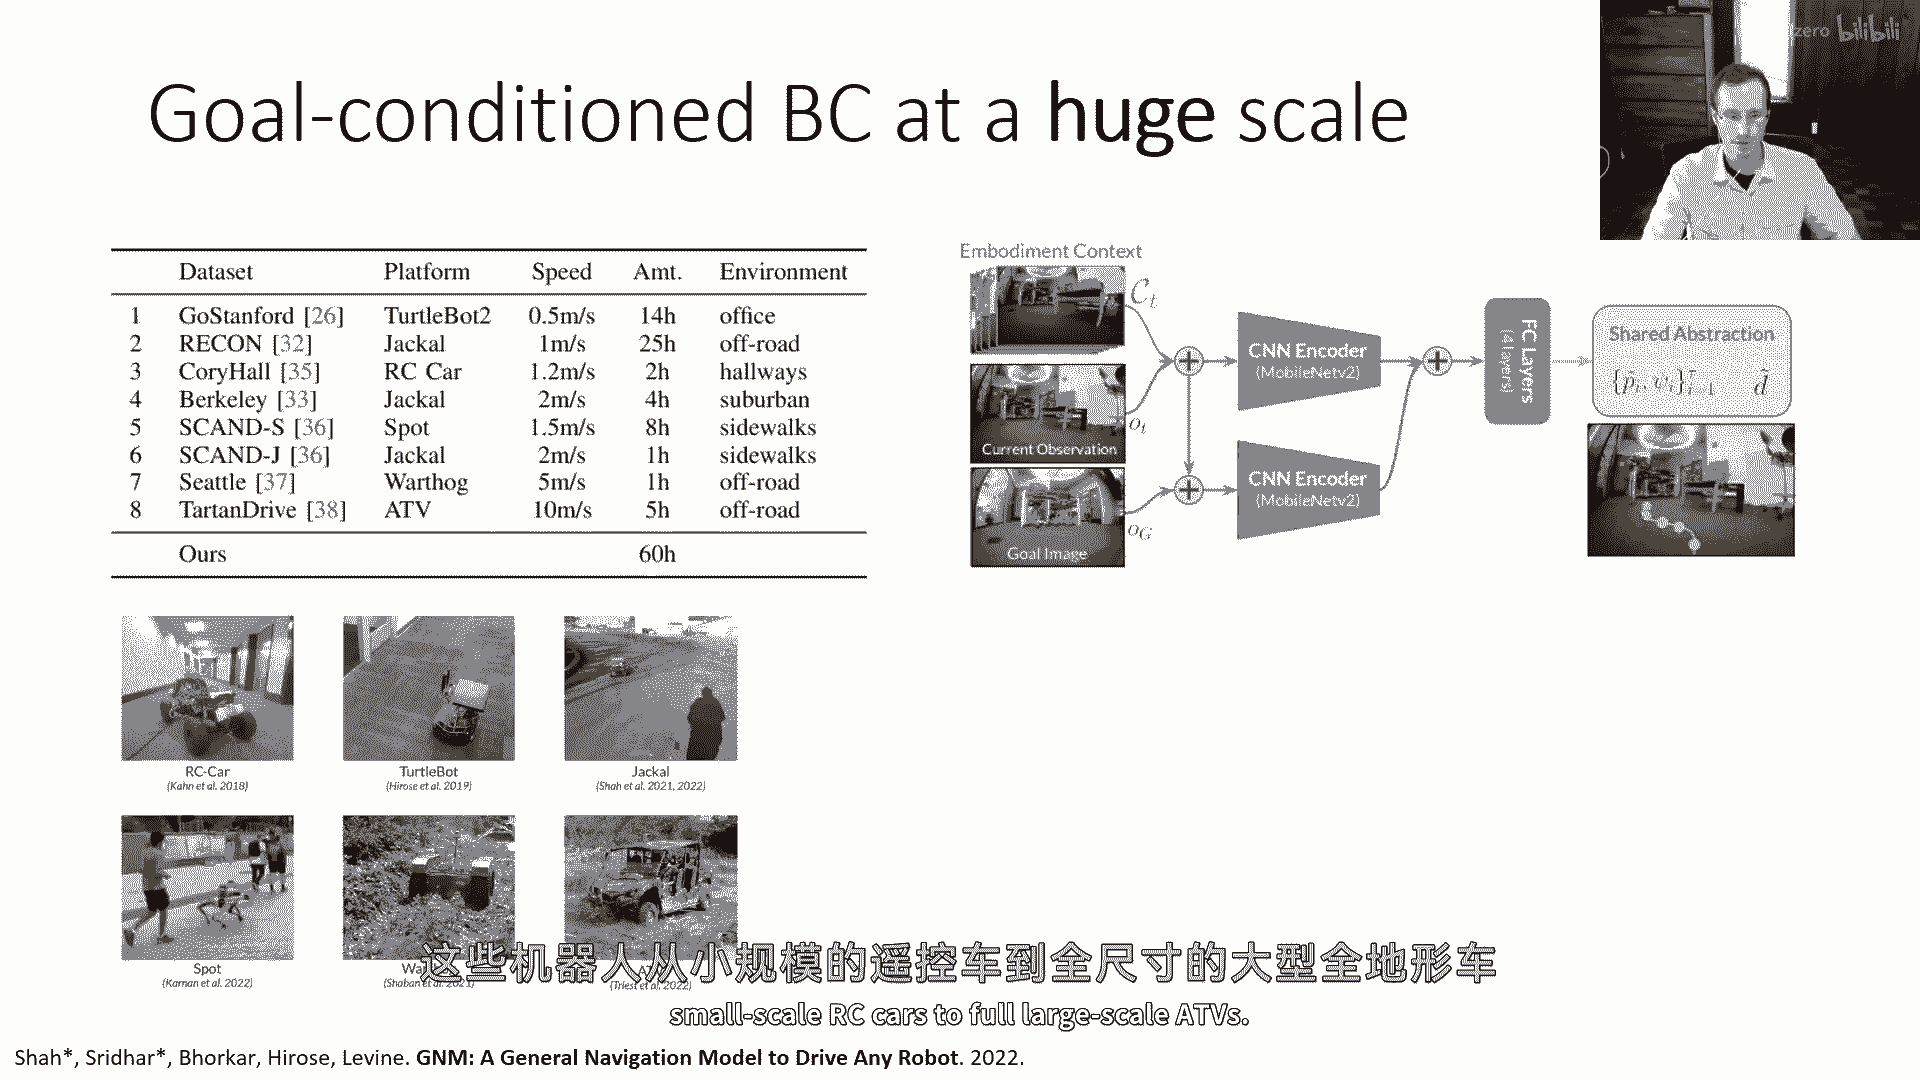 zero bilibili
Goal-conditioned BC at a huge scale
Dataset Platform Speed Amt. Environment
1 GoStanford [26] TurtleBot2 0.5m/s 14h office
2 RECON [32] Jackal 1m/s 25h off-road
3 CoryHall [35] RC Car 1.2m/s 2h hallways
4 Berkeley [33] Jackal 2m/s 4h suburban
5 SCAND-S [36] Spot 1.5m/s 8h sidewalks
6 SCAND-J [36] Jackal 2m/s 1h sidewalks
7 Seattle [37] Warthog 5m/s 1h off-road
8 TartanDrive [38] ATV 10m/s 5h off-road
Ours 60h
Embodiment Context
C_t
Current Observation
o_t
Goal Image
o_G
CNN Encoder
(MobileNetv2)
CNN Encoder
(MobileNetv2)
FC Layers
(4 layers)
Shared Abstraction
RC-Car
(Kahn et al. 2018)
TurtleBot
(Hirose et al. 2019)
Jackal
(Shah et al. 2021, 2022)
Spot
(Karnan et al. 2022)
(Shaban et al. 2021)
(Triest et al. 2022)
这些机器人从小规模的遥控车到全尺寸的大型全地形车
small-scale RC cars to full large-scale ATVs.
Shah*, Sridhar*, Bhorkar, Hirose, Levine. GNM: A General Navigation Model to Drive Any Robot. 2022.